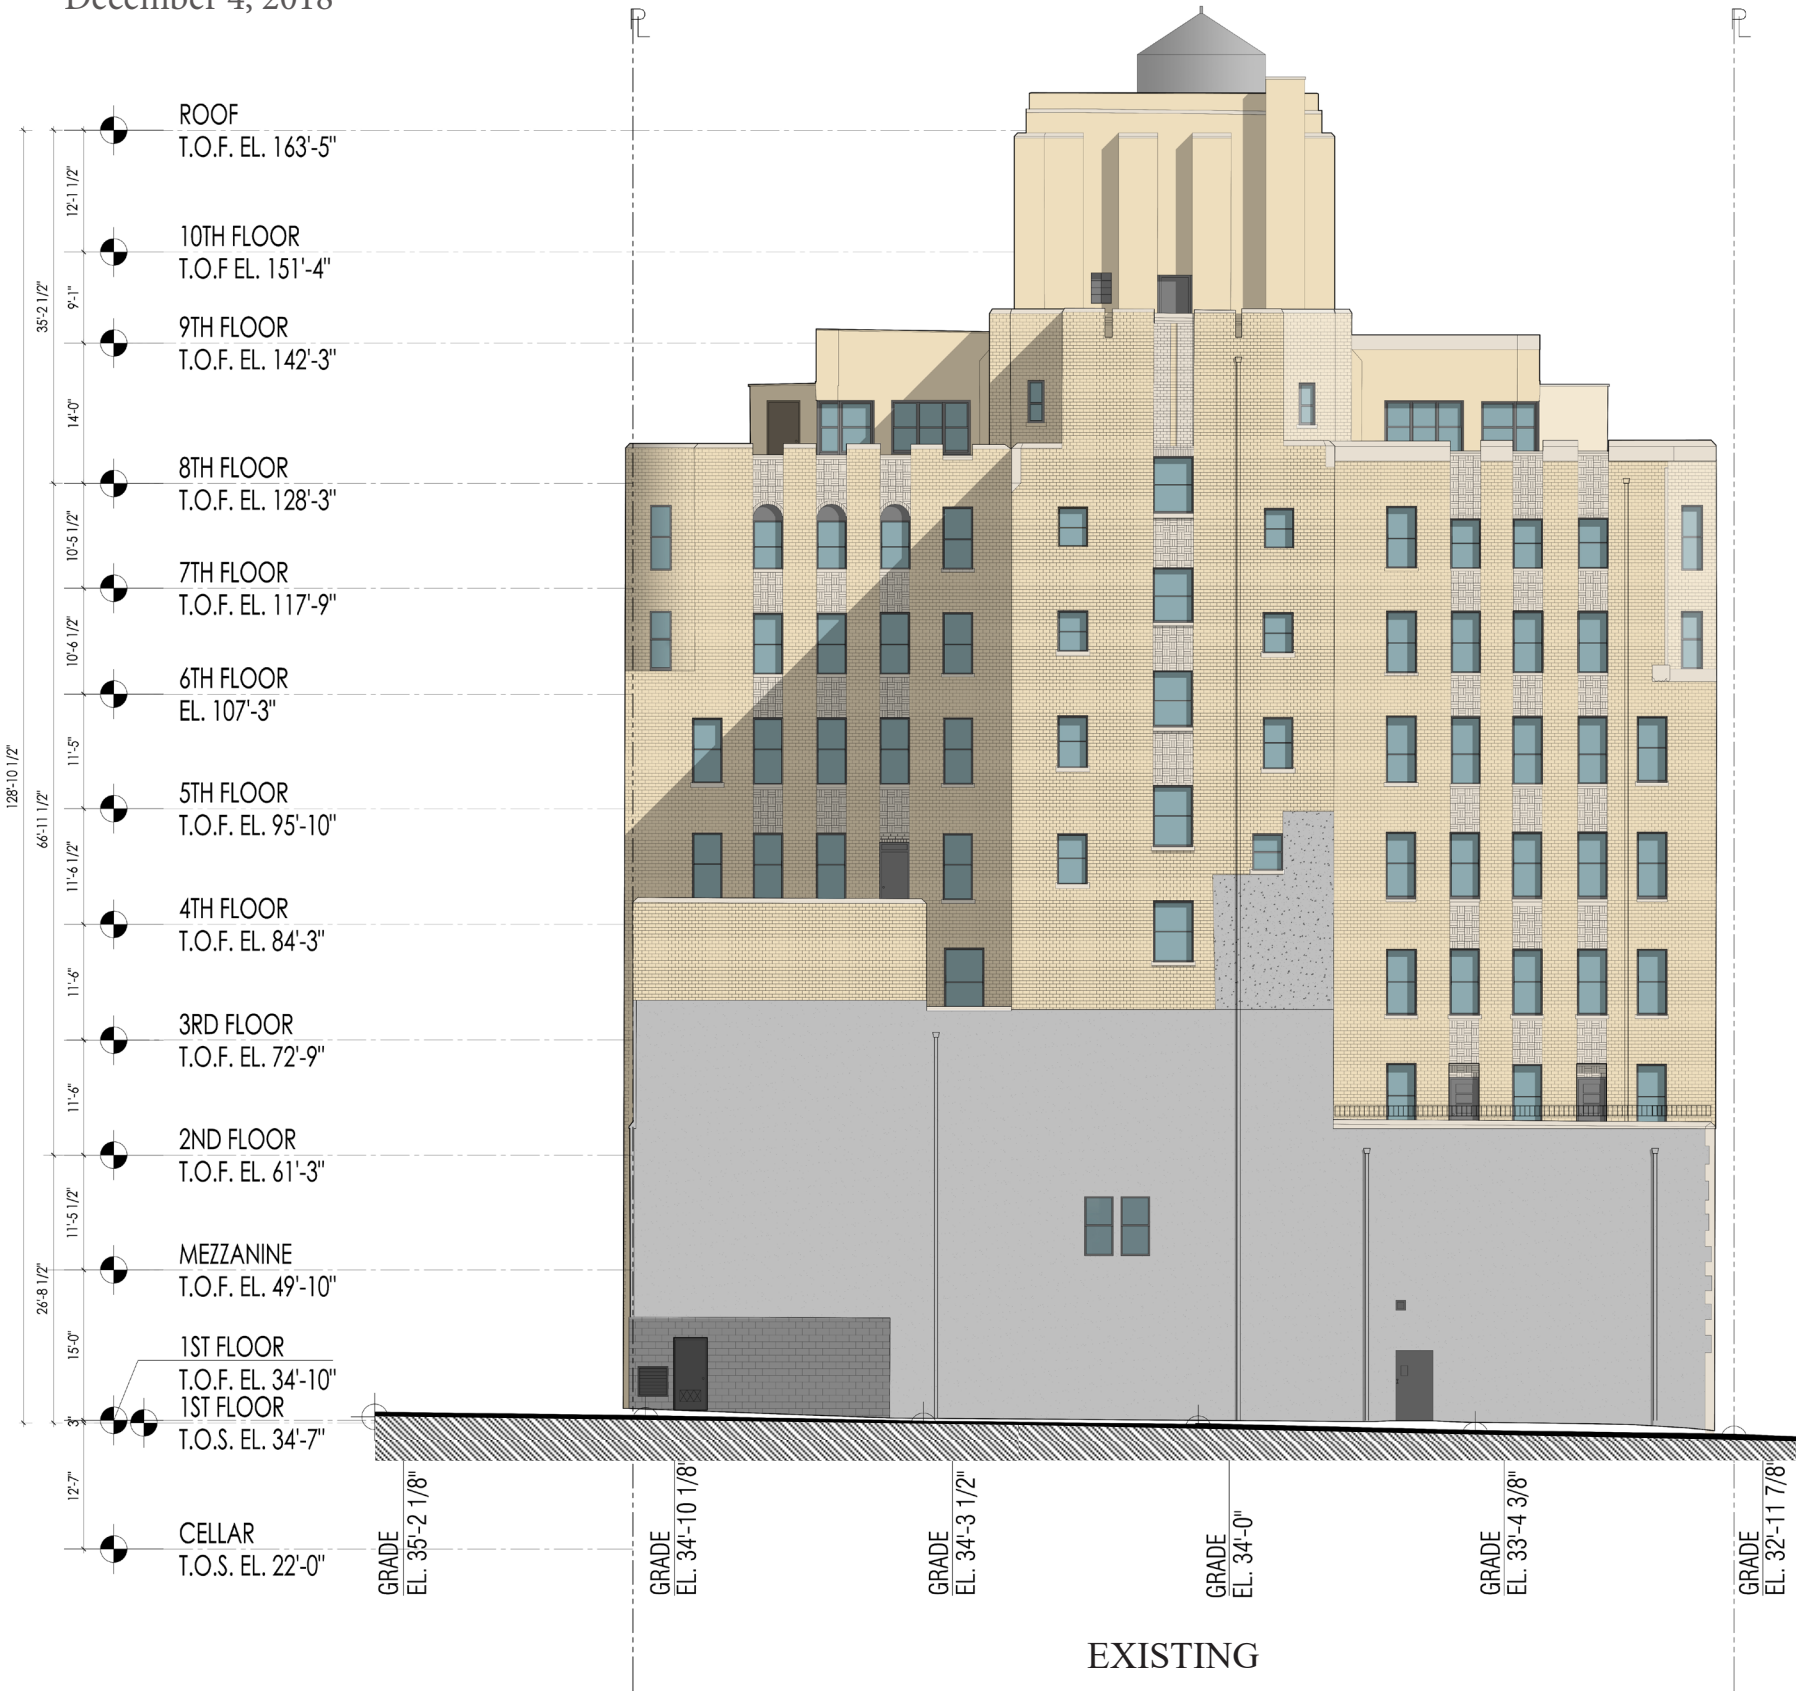 December 4, 2018
PL
PL
ROOF
T.O.F. EL. 163'-5"
12'-1 1/2"
10TH FLOOR
T.O.F EL. 151'-4"
35'-2 1/2"
9'-1"
9TH FLOOR
T.O.F. EL. 142'-3"
14'-0"
8TH FLOOR
T.O.F. EL. 128'-3"
10'-5 1/2"
7TH FLOOR
T.O.F. EL. 117'-9"
10'-6 1/2"
6TH FLOOR
EL. 107'-3"
128'-10 1/2"
66'-11 1/2"
11'-5"
5TH FLOOR
T.O.F. EL. 95'-10"
11'-6 1/2"
4TH FLOOR
T.O.F. EL. 84'-3"
11'-6"
3RD FLOOR
T.O.F. EL. 72'-9"
11'-6"
2ND FLOOR
T.O.F. EL. 61'-3"
11'-5 1/2"
MEZZANINE
T.O.F. EL. 49'-10"
26'-8 1/2"
15'-0"
1ST FLOOR
T.O.F. EL. 34'-10"
1ST FLOOR
T.O.S. EL. 34'-7"
3"
12'-7"
CELLAR
T.O.S. EL. 22'-0"
GRADE
EL. 35'-2 1/8"
GRADE
EL. 34'-10 1/8"
GRADE
EL. 34'-3 1/2"
GRADE
EL. 34'-0"
GRADE
EL. 33'-4 3/8"
GRADE
EL. 32'-11 7/8"
EXISTING